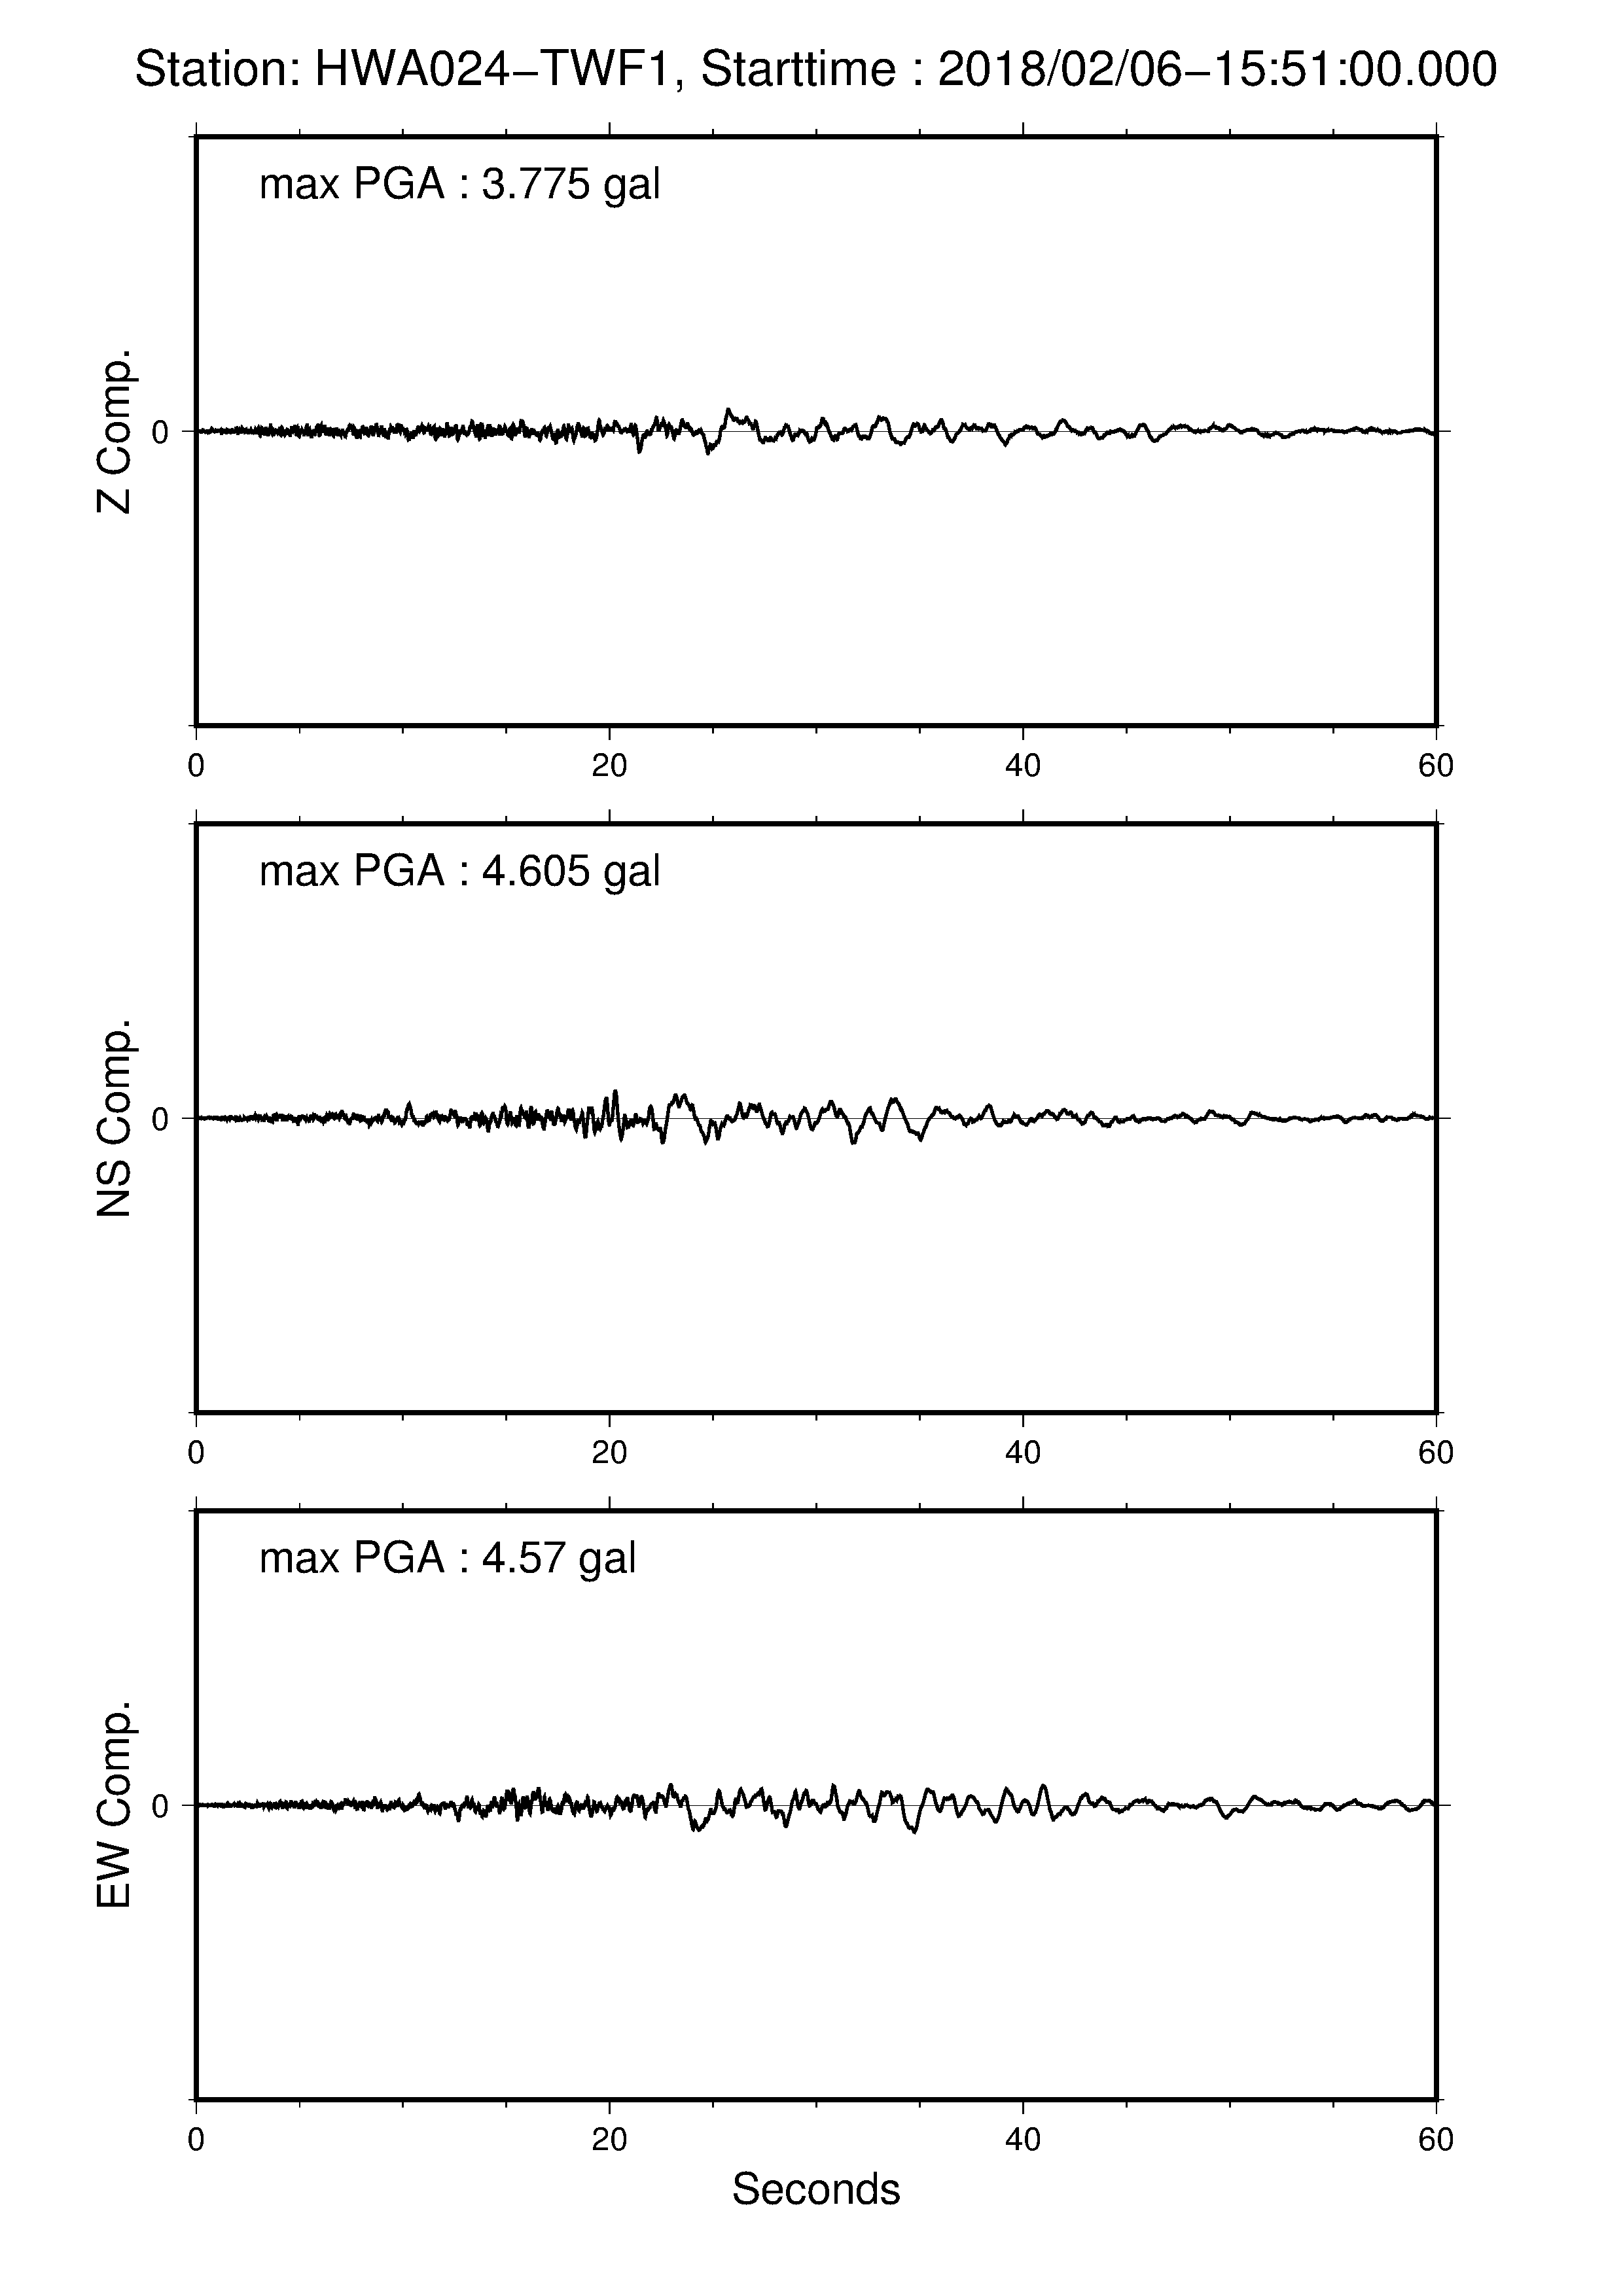 Station: HWA024−TWF1, Starttime : 2018/02/06−15:51:00.000
max PGA : 3.775 gal
Z Comp.
0
0 20 40 60
max PGA : 4.605 gal
NS Comp.
0
0 20 40 60
max PGA : 4.57 gal
EW Comp.
0
0 20 40 60
Seconds